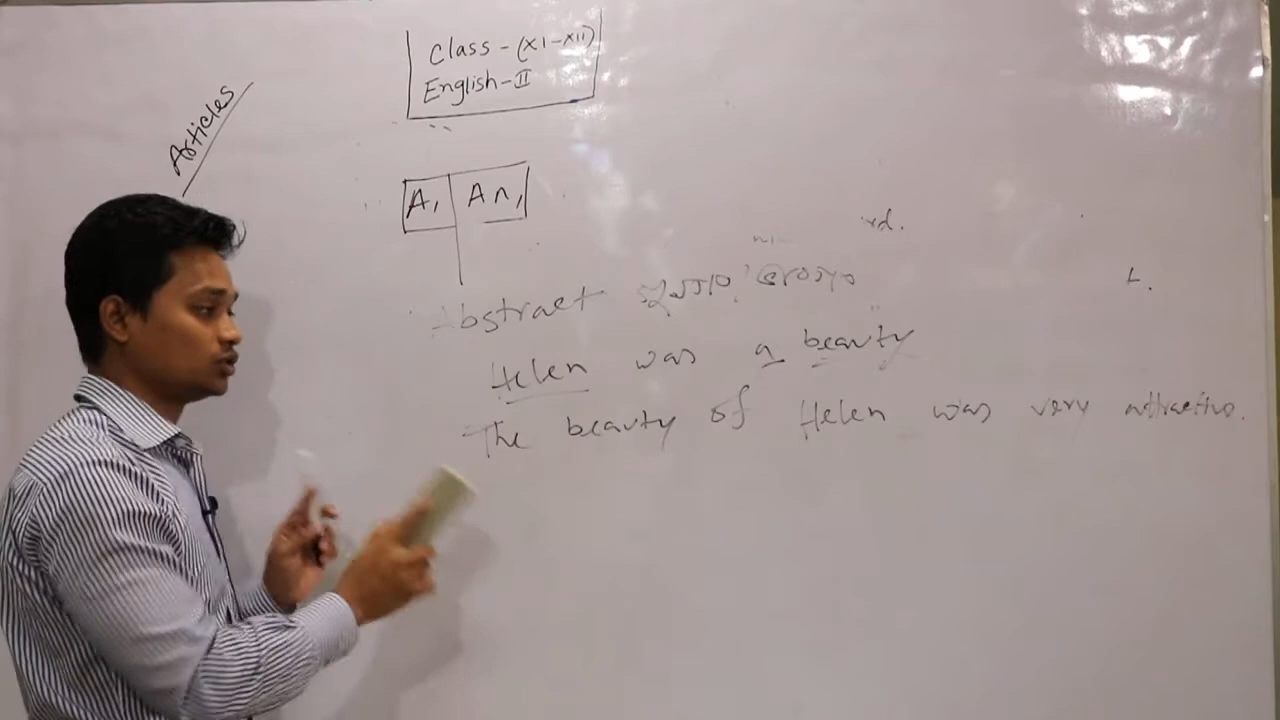 Class - (XI-XII)
English-II
Articles
A, An,
Abstract
Helen was a beauty
The beauty of Helen was very attractive.